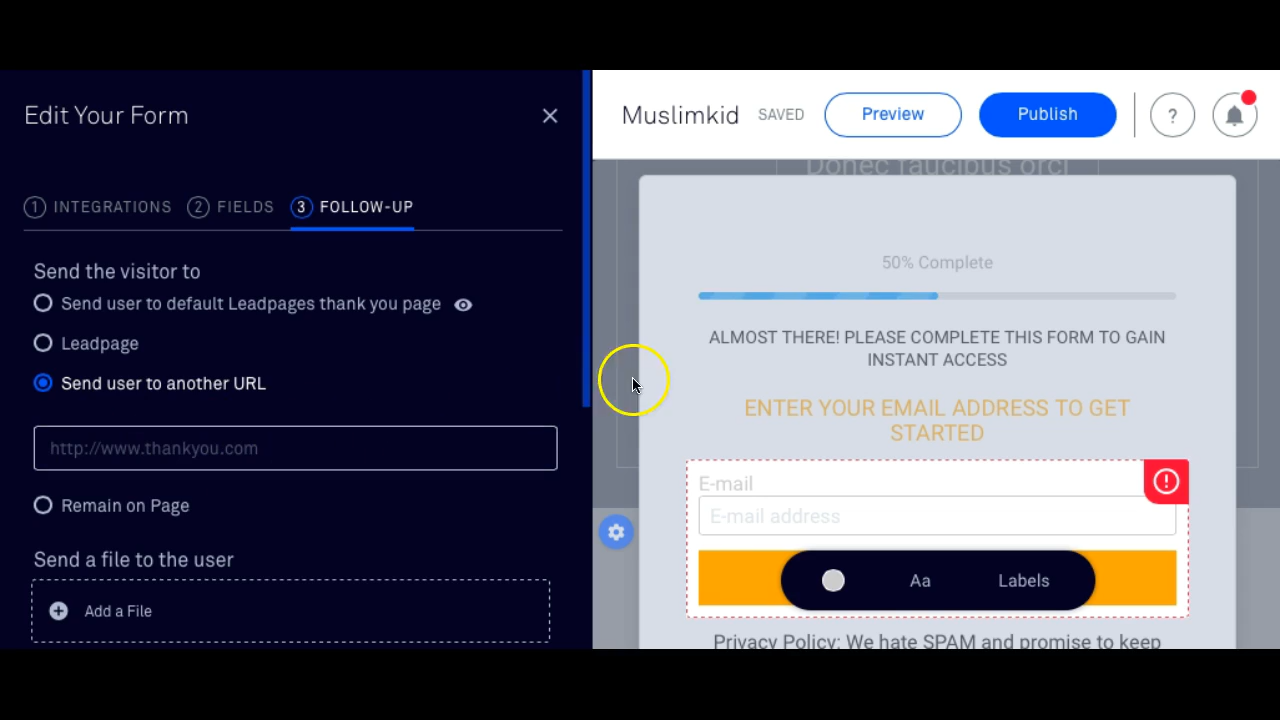 Edit Your Form
Muslimkid SAVED Preview Publish ?
Donec faucibus orci
1 INTEGRATIONS 2 FIELDS 3 FOLLOW-UP
Send the visitor to
Send user to default Leadpages thank you page
Leadpage
Send user to another URL
http://www.thankyou.com
Remain on Page
Send a file to the user
Add a File
50% Complete
ALMOST THERE! PLEASE COMPLETE THIS FORM TO GAIN
INSTANT ACCESS
ENTER YOUR EMAIL ADDRESS TO GET
STARTED
E-mail
E-mail address
Aa Labels
Privacy Policy: We hate SPAM and promise to keep